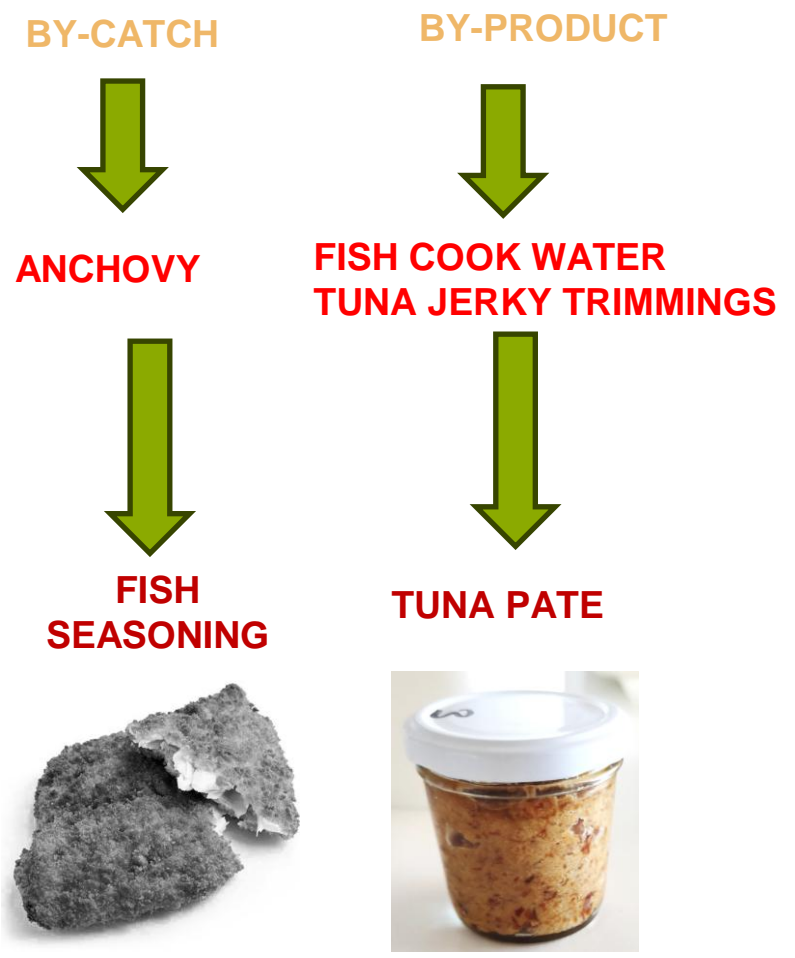 BY-CATCH
BY-PRODUCT
ANCHOVY
FISH COOK WATER
TUNA JERKY TRIMMINGS
FISH
SEASONING
TUNA PATE